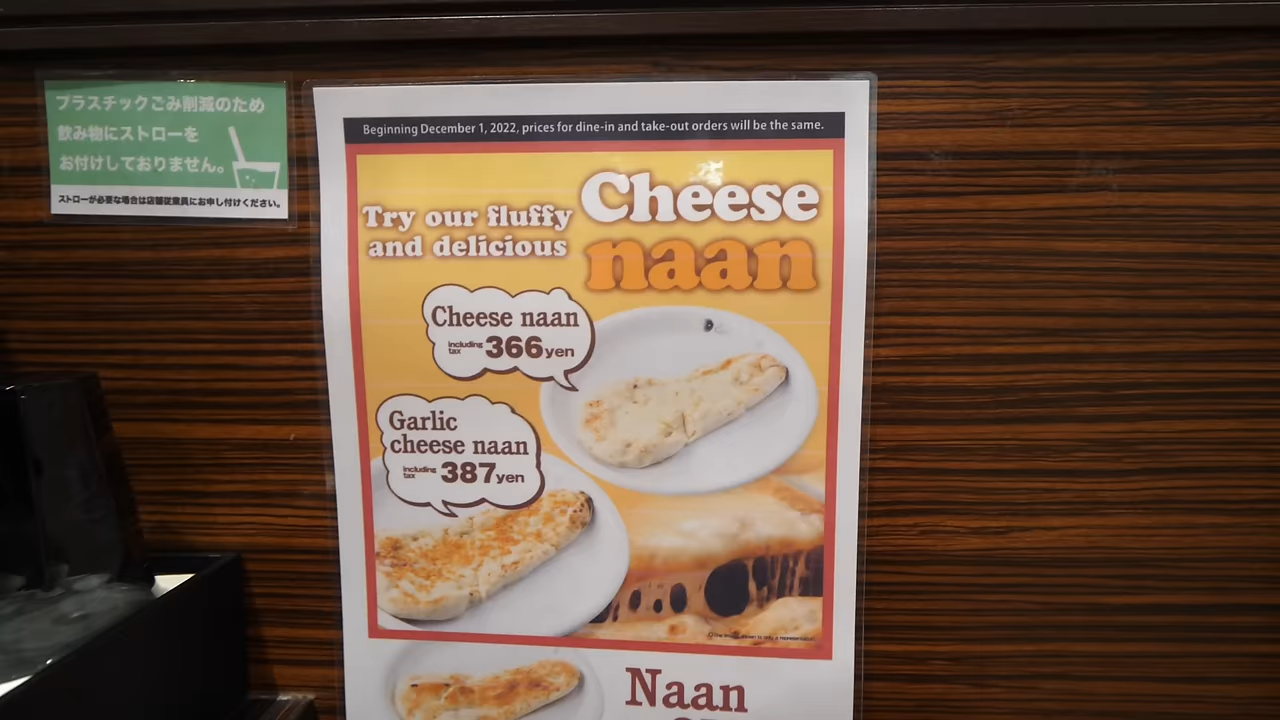 プラスチックごみ削減のため
飲み物にストローを
お付けしておりません。
ストローが必要な場合は店舗従業員にお申し付けください。
Beginning December 1, 2022, prices for dine-in and take-out orders will be the same.
Try our fluffy
and delicious
Cheese
naan
Cheese naan
including
tax
366yen
Garlic
cheese naan
including
tax
387yen
Naan